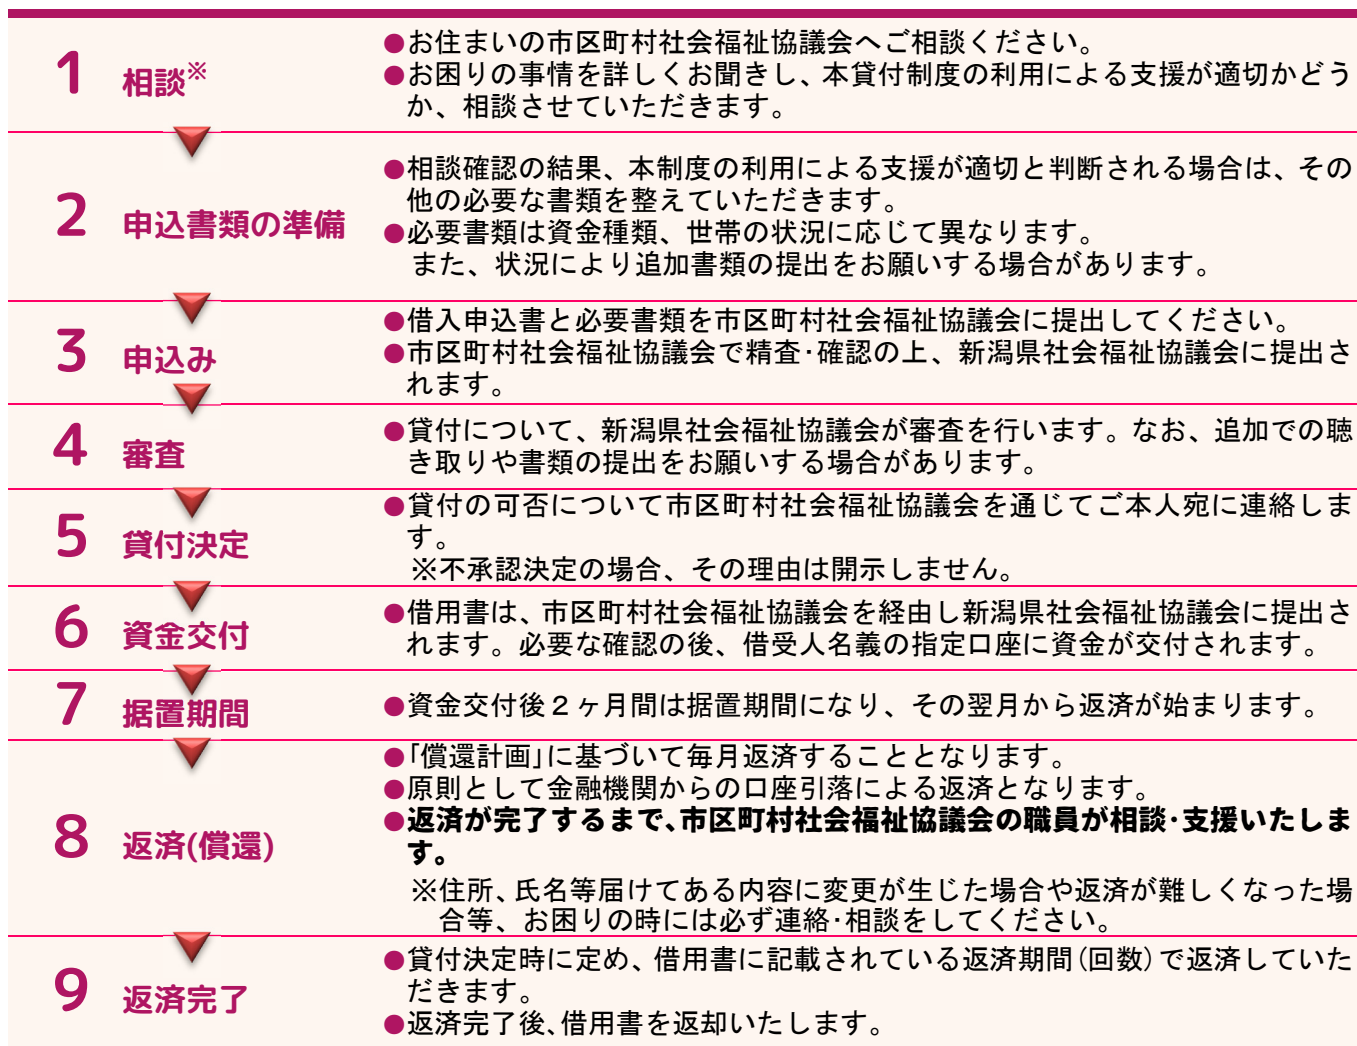 1 相談※
●お住まいの市区町村社会福祉協議会へご相談ください。
●お困りの事情を詳しくお聞きし、本貸付制度の利用による支援が適切かどう
か、相談させていただきます。
2 申込書類の準備
●相談確認の結果、本制度の利用による支援が適切と判断される場合は、その
他の必要な書類を整えていただきます。
●必要書類は資金種類、世帯の状況に応じて異なります。
また、状況により追加書類の提出をお願いする場合があります。
3 申込み
●借入申込書と必要書類を市区町村社会福祉協議会に提出してください。
●市区町村社会福祉協議会で精査･確認の上、新潟県社会福祉協議会に提出さ
れます。
4 審査
●貸付について、新潟県社会福祉協議会が審査を行います。なお、追加での聴
き取りや書類の提出をお願いする場合があります。
5 貸付決定
●貸付の可否について市区町村社会福祉協議会を通じてご本人宛に連絡しま
す。
※不承認決定の場合、その理由は開示しません。
6 資金交付
●借用書は、市区町村社会福祉協議会を経由し新潟県社会福祉協議会に提出さ
れます。必要な確認の後、借受人名義の指定口座に資金が交付されます。
7 据置期間
●資金交付後２ヶ月間は据置期間になり、その翌月から返済が始まります。
8 返済(償還)
●｢償還計画｣に基づいて毎月返済することとなります。
●原則として金融機関からの口座引落による返済となります。
●返済が完了するまで、市区町村社会福祉協議会の職員が相談･支援いたしま
す。
※住所、氏名等届けてある内容に変更が生じた場合や返済が難しくなった場
合等、お困りの時には必ず連絡･相談をしてください。
9 返済完了
●貸付決定時に定め、借用書に記載されている返済期間(回数)で返済していた
だきます。
●返済完了後、借用書を返却いたします。